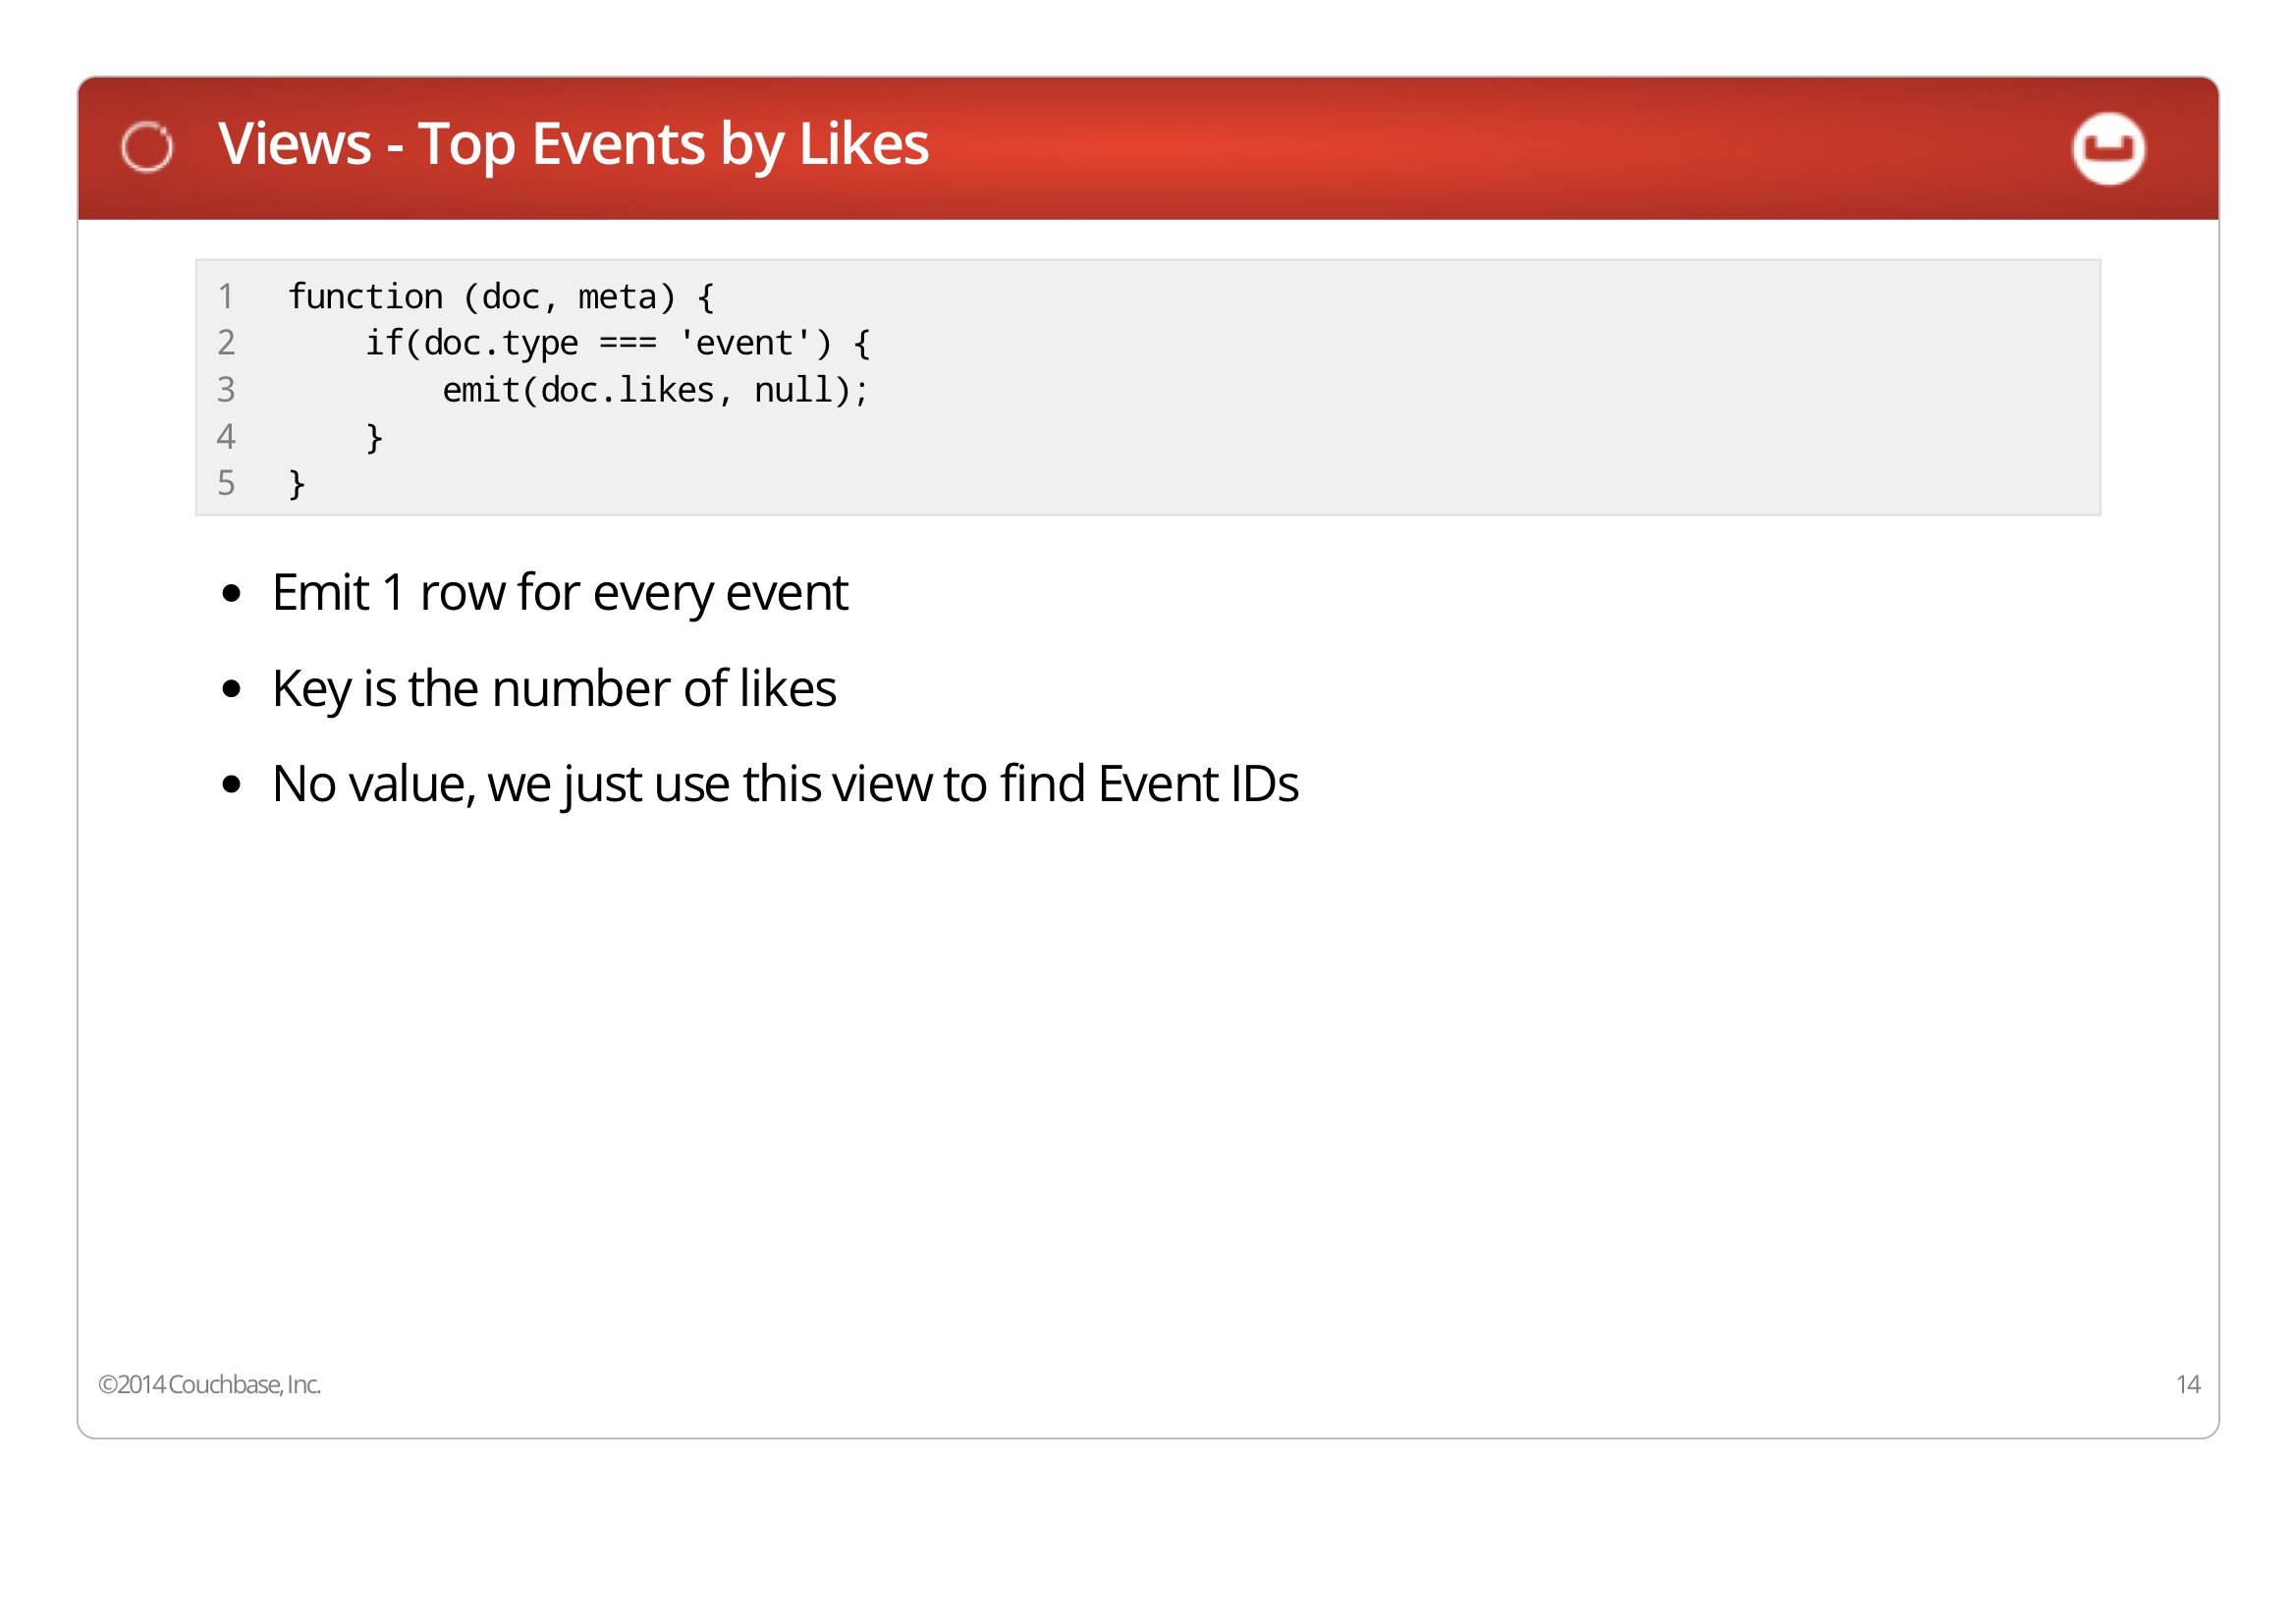 Views - Top Events by Likes
1 function (doc, meta) {
2     if(doc.type === 'event') {
3         emit(doc.likes, null);
4     }
5 }
• Emit 1 row for every event
• Key is the number of likes
• No value, we just use this view to find Event IDs
©2014 Couchbase, Inc.
14